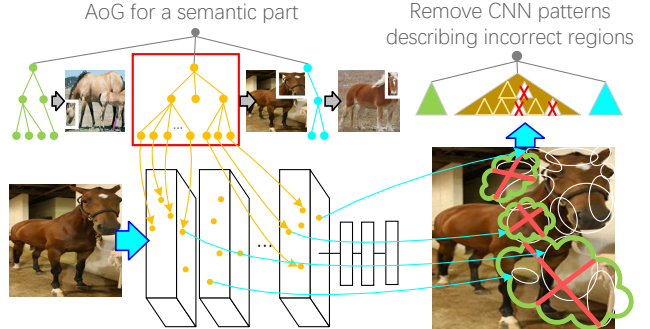 AoG for a semantic part
Remove CNN patterns
describing incorrect regions
...
...